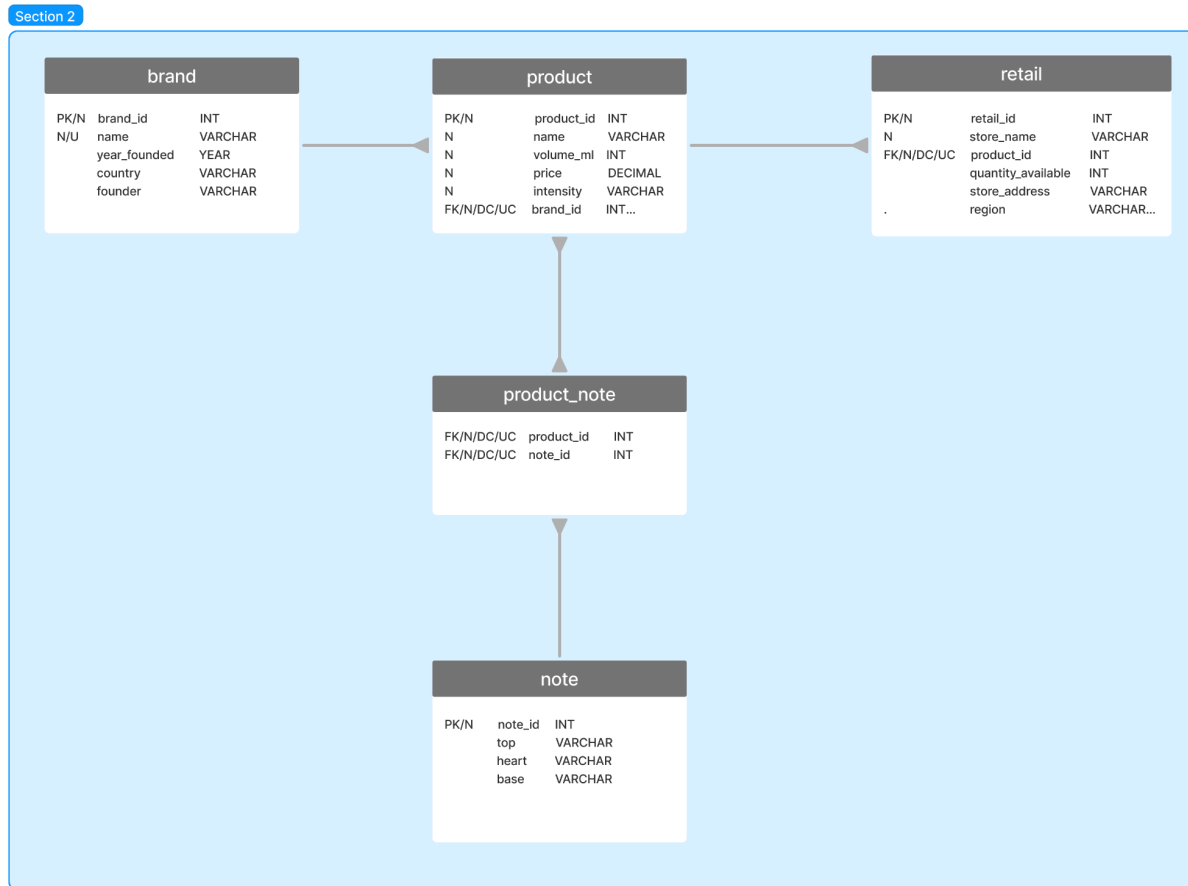 Section 2
brand
PK/N brand_id INT
N/U name VARCHAR
year_founded YEAR
country VARCHAR
founder VARCHAR
product
PK/N product_id INT
N name VARCHAR
N volume_ml INT
N price DECIMAL
N intensity VARCHAR
FK/N/DC/UC brand_id INT...
retail
PK/N retail_id INT
N store_name VARCHAR
FK/N/DC/UC product_id INT
quantity_available INT
store_address VARCHAR
. region VARCHAR...
product_note
FK/N/DC/UC product_id INT
FK/N/DC/UC note_id INT
note
PK/N note_id INT
top VARCHAR
heart VARCHAR
base VARCHAR